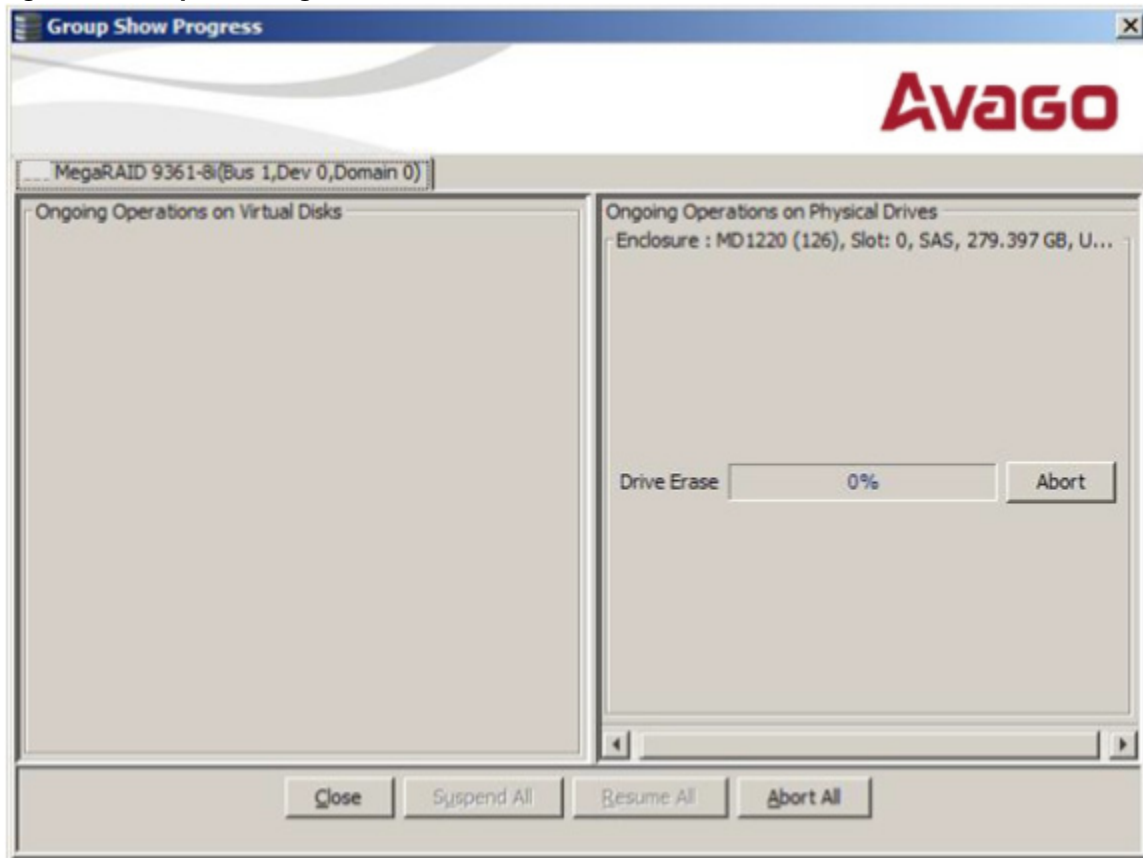 Group Show Progress
Avago
MegaRAID 9361-8i(Bus 1,Dev 0,Domain 0)
Ongoing Operations on Virtual Disks
Ongoing Operations on Physical Drives
Enclosure : MD1220 (126), Slot: 0, SAS, 279.397 GB, U...
Drive Erase 0% Abort
Close Suspend All Resume All Abort All